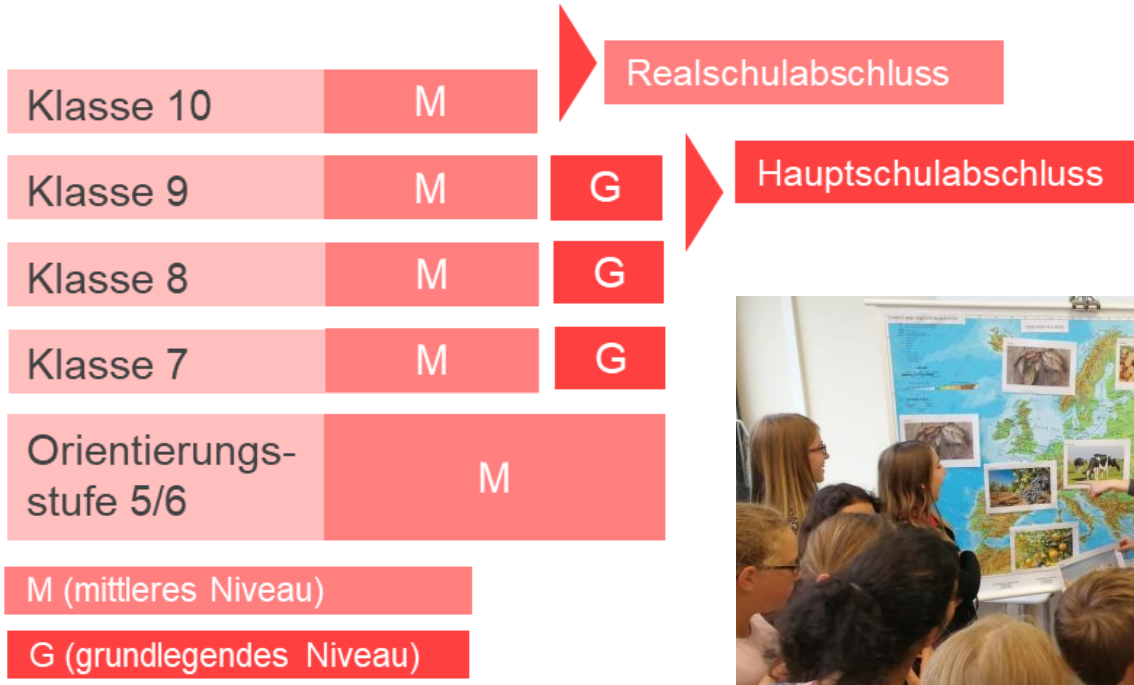 Realschulabschluss
Klasse 10 M
Hauptschulabschluss
Klasse 9 M G
Klasse 8 M G
Klasse 7 M G
Orientierungs-
stufe 5/6
M
M (mittleres Niveau)
G (grundlegendes Niveau)